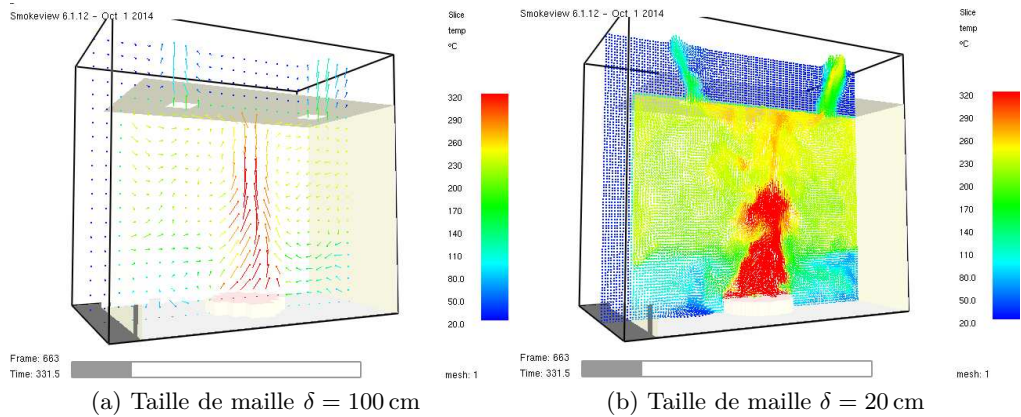 Smokeview 6.1.12 - Oct 1 2014
Slice
temp
ºC
320
290
260
230
200
170
140
110
80.0
50.0
20.0
Frame: 663
Time: 331.5
mesh: 1
(a) Taille de maille δ = 100 cm
Smokeview 6.1.12 - Oct 1 2014
Slice
temp
ºC
320
290
260
230
200
170
140
110
80.0
50.0
20.0
Frame: 663
Time: 331.5
mesh: 1
(b) Taille de maille δ = 20 cm